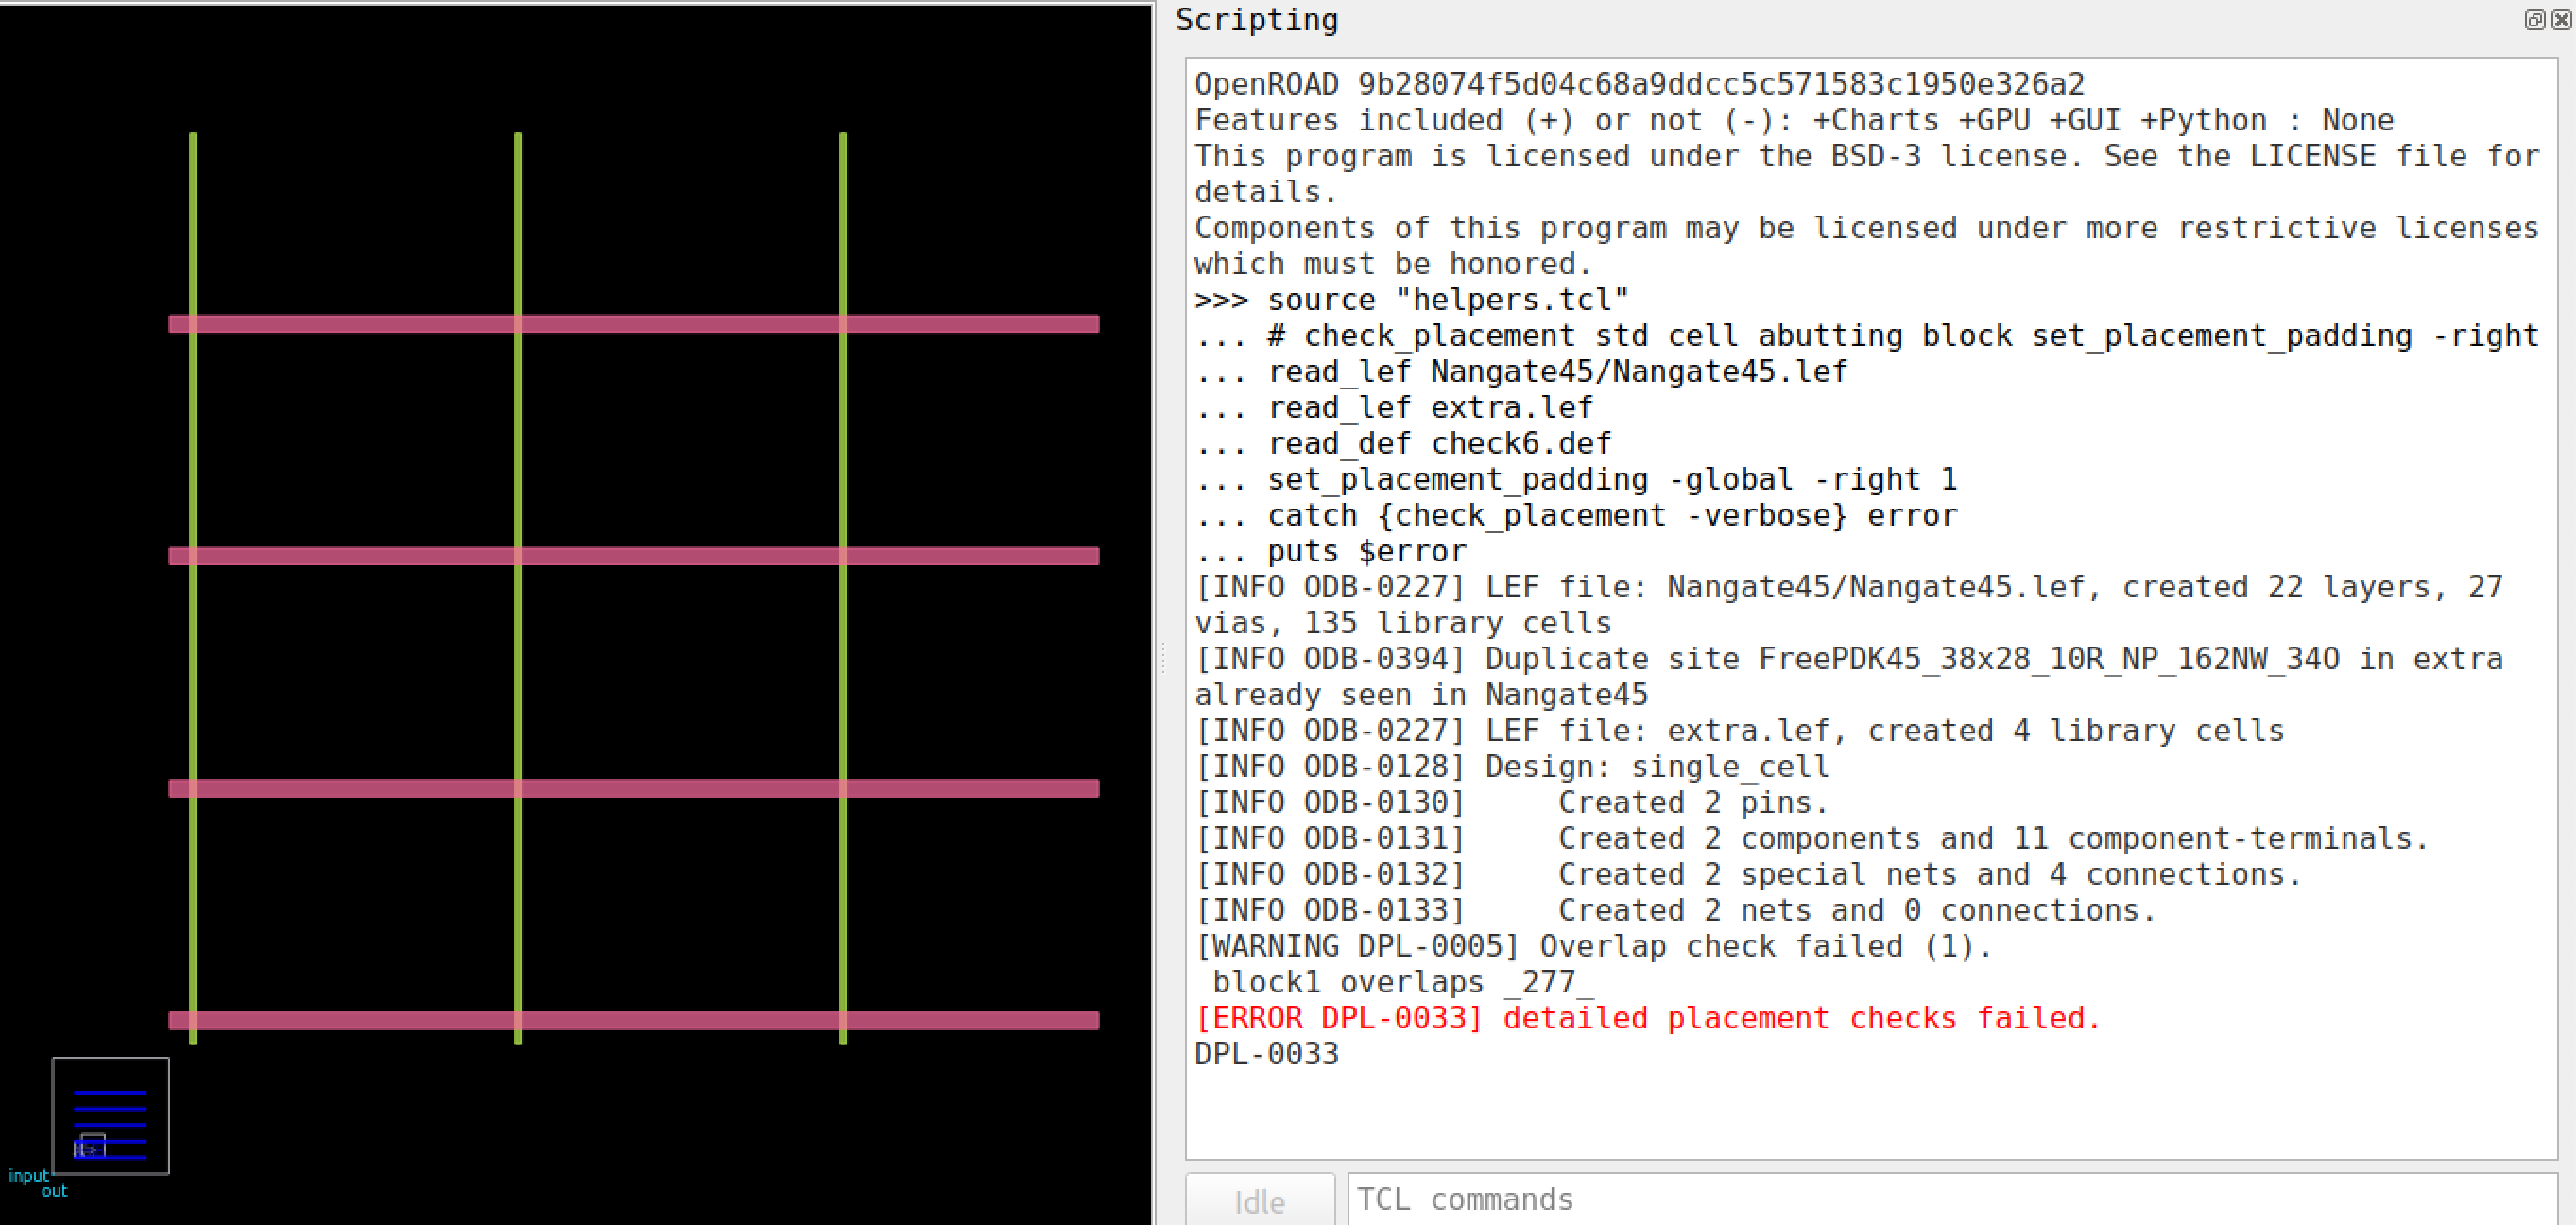 Scripting
OpenROAD 9b28074f5d04c68a9ddcc5c571583c1950e326a2
Features included (+) or not (-): +Charts +GPU +GUI +Python : None
This program is licensed under the BSD-3 license. See the LICENSE file for
details.
Components of this program may be licensed under more restrictive licenses
which must be honored.
>>> source "helpers.tcl"
... # check_placement std cell abutting block set_placement_padding -right
... read_lef Nangate45/Nangate45.lef
... read_lef extra.lef
... read_def check6.def
... set_placement_padding -global -right 1
... catch {check_placement -verbose} error
... puts $error
[INFO ODB-0227] LEF file: Nangate45/Nangate45.lef, created 22 layers, 27
vias, 135 library cells
[INFO ODB-0394] Duplicate site FreePDK45_38x28_10R_NP_162NW_34O in extra
already seen in Nangate45
[INFO ODB-0227] LEF file: extra.lef, created 4 library cells
[INFO ODB-0128] Design: single_cell
[INFO ODB-0130]     Created 2 pins.
[INFO ODB-0131]     Created 2 components and 11 component-terminals.
[INFO ODB-0132]     Created 2 special nets and 4 connections.
[INFO ODB-0133]     Created 2 nets and 0 connections.
[WARNING DPL-0005] Overlap check failed (1).
 block1 overlaps _277_
[ERROR DPL-0033] detailed placement checks failed.
DPL-0033
Idle
TCL commands
input
out